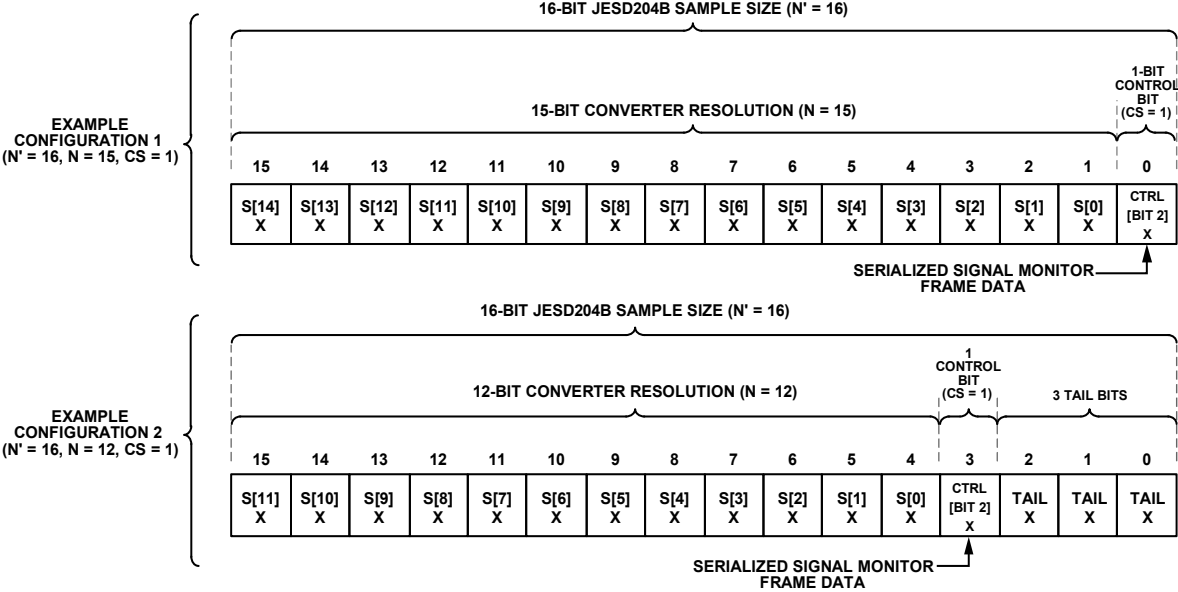 16-BIT JESD204B SAMPLE SIZE (N' = 16)
1-BIT
CONTROL
BIT
(CS = 1)
15-BIT CONVERTER RESOLUTION (N = 15)
EXAMPLE
CONFIGURATION 1
(N' = 16, N = 15, CS = 1)
15 14 13 12 11 10 9 8 7 6 5 4 3 2 1 0
S[14] S[13] S[12] S[11] S[10] S[9] S[8] S[7] S[6] S[5] S[4] S[3] S[2] S[1] S[0] CTRL
[BIT 2]
X X X X X X X X X X X X X X X X
SERIALIZED SIGNAL MONITOR
FRAME DATA
16-BIT JESD204B SAMPLE SIZE (N' = 16)
1
CONTROL
BIT
(CS = 1)
12-BIT CONVERTER RESOLUTION (N = 12)
3 TAIL BITS
EXAMPLE
CONFIGURATION 2
(N' = 16, N = 12, CS = 1)
15 14 13 12 11 10 9 8 7 6 5 4 3 2 1 0
S[11] S[10] S[9] S[8] S[7] S[6] S[5] S[4] S[3] S[2] S[1] S[0] CTRL TAIL TAIL TAIL
[BIT 2]
X X X X X X X X X X X X X X X X
SERIALIZED SIGNAL MONITOR
FRAME DATA